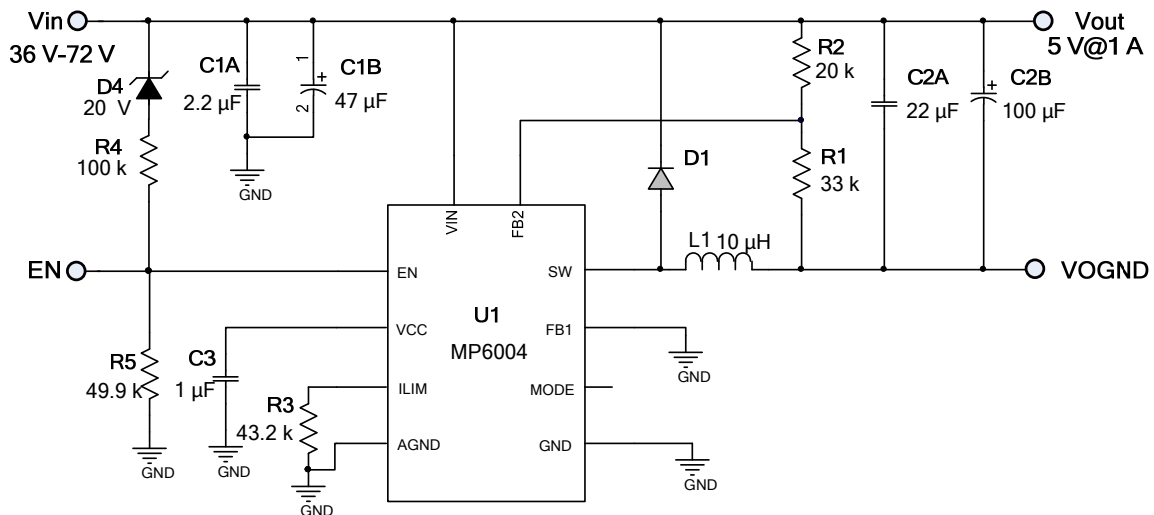 Vin
36 V-72 V
D4
20 V
C1A
2.2 µF
1
2
+
C1B
47 µF
R4
100 k
GND
R2
20 k
C2A
22 µF
+
C2B
100 µF
Vout
5 V@1 A
D1
R1
33 k
EN
VIN
FB2
EN
SW
L1 10 µH
VOGND
U1
MP6004
VCC
FB1
GND
R5
49.9 k
C3
1 µF
ILIM
MODE
R3
43.2 k
AGND
GND
GND
GND
GND
GND